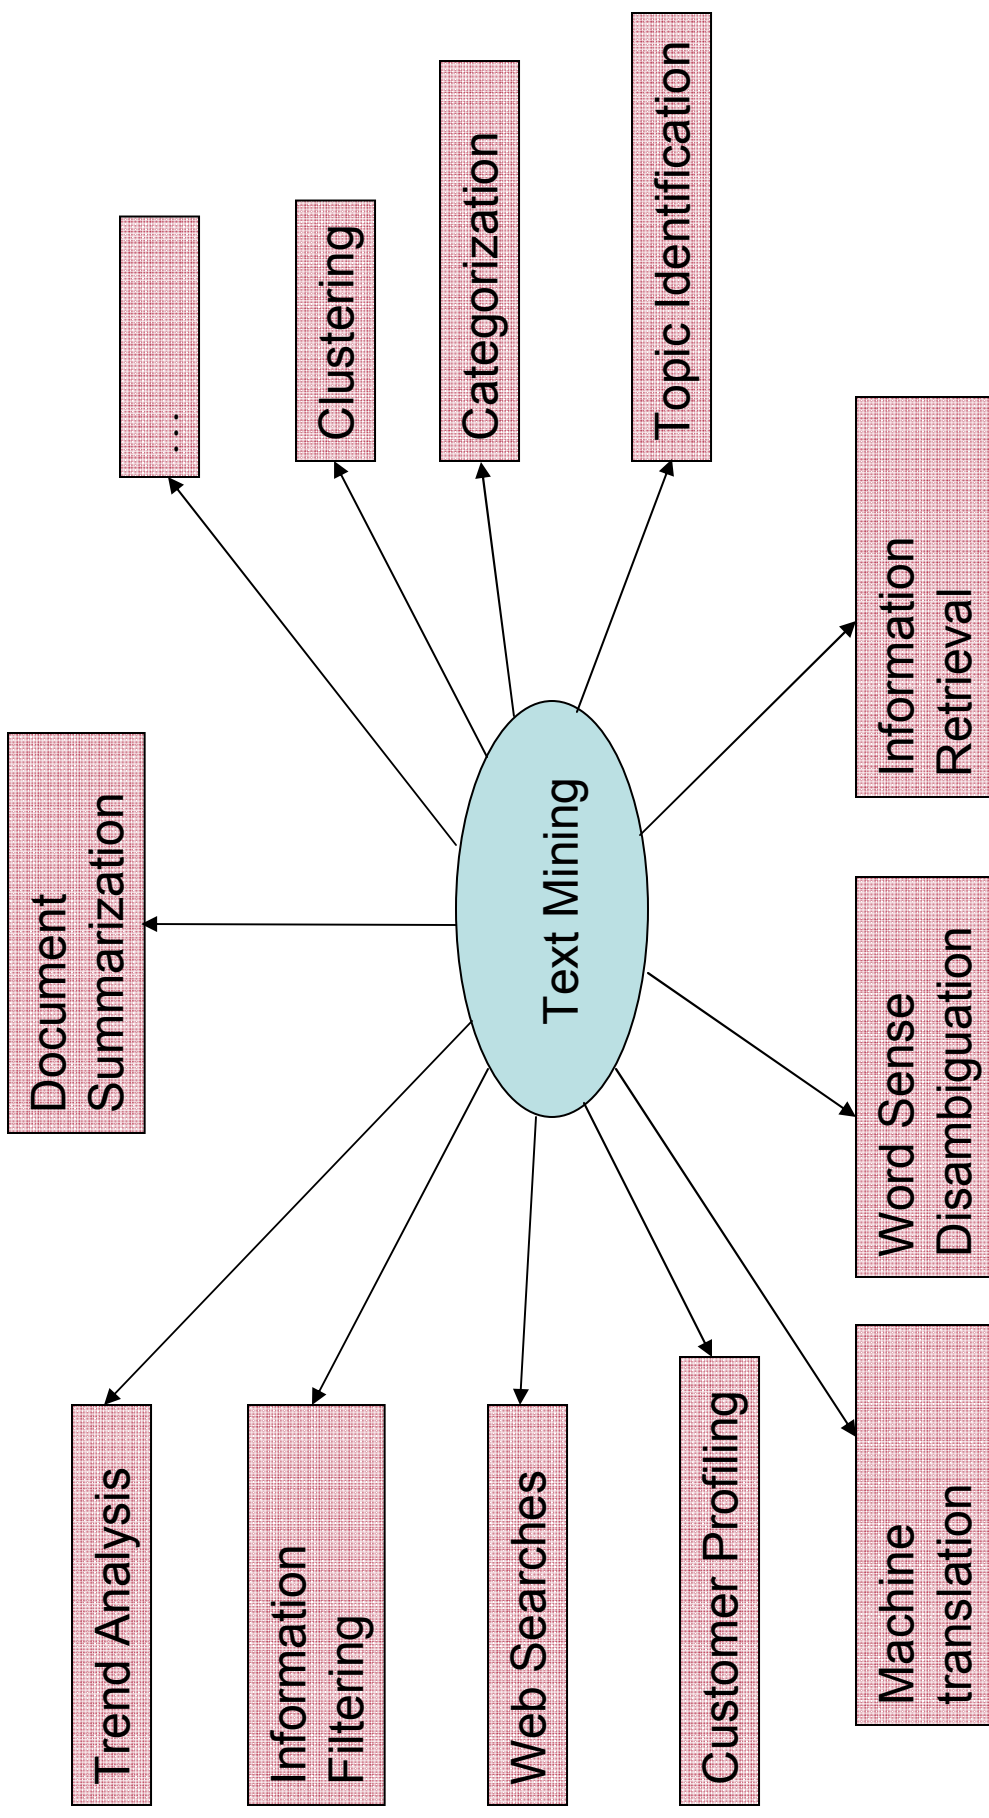 Document
Summarization
Trend Analysis
...
Information
Filtering
Clustering
Web Searches
Text Mining
Categorization
Customer Profiling
Topic Identification
Machine
translation
Word Sense
Disambiguation
Information
Retrieval